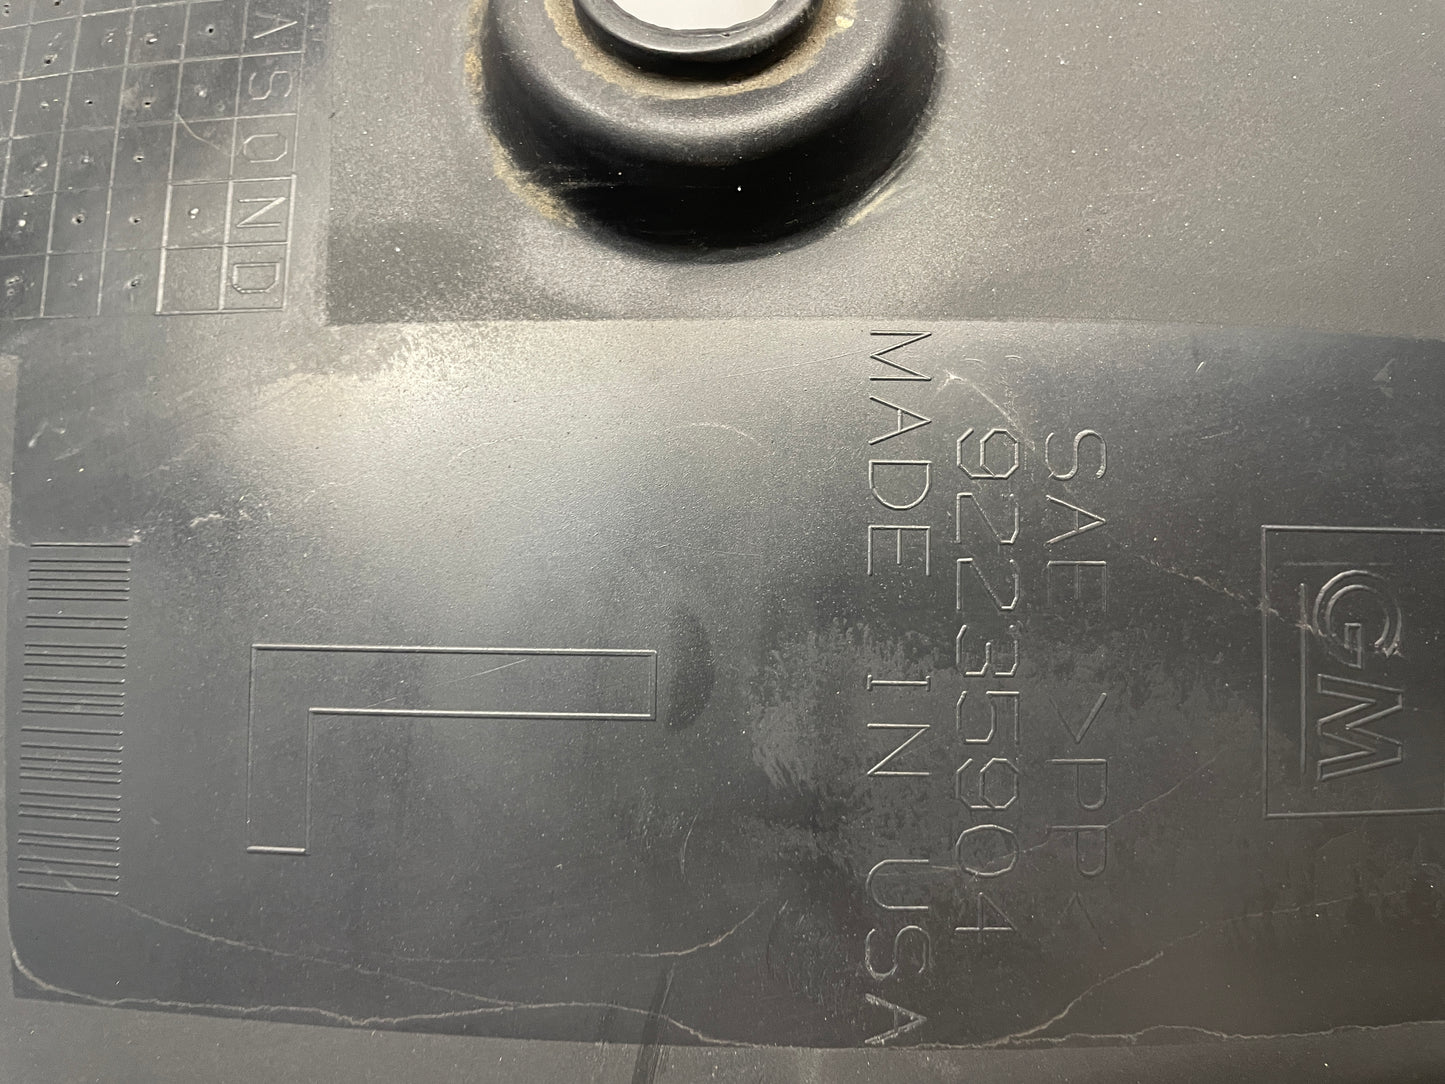 GM
SAE >PP<
92235904
MADE IN USA
L
A S O N D